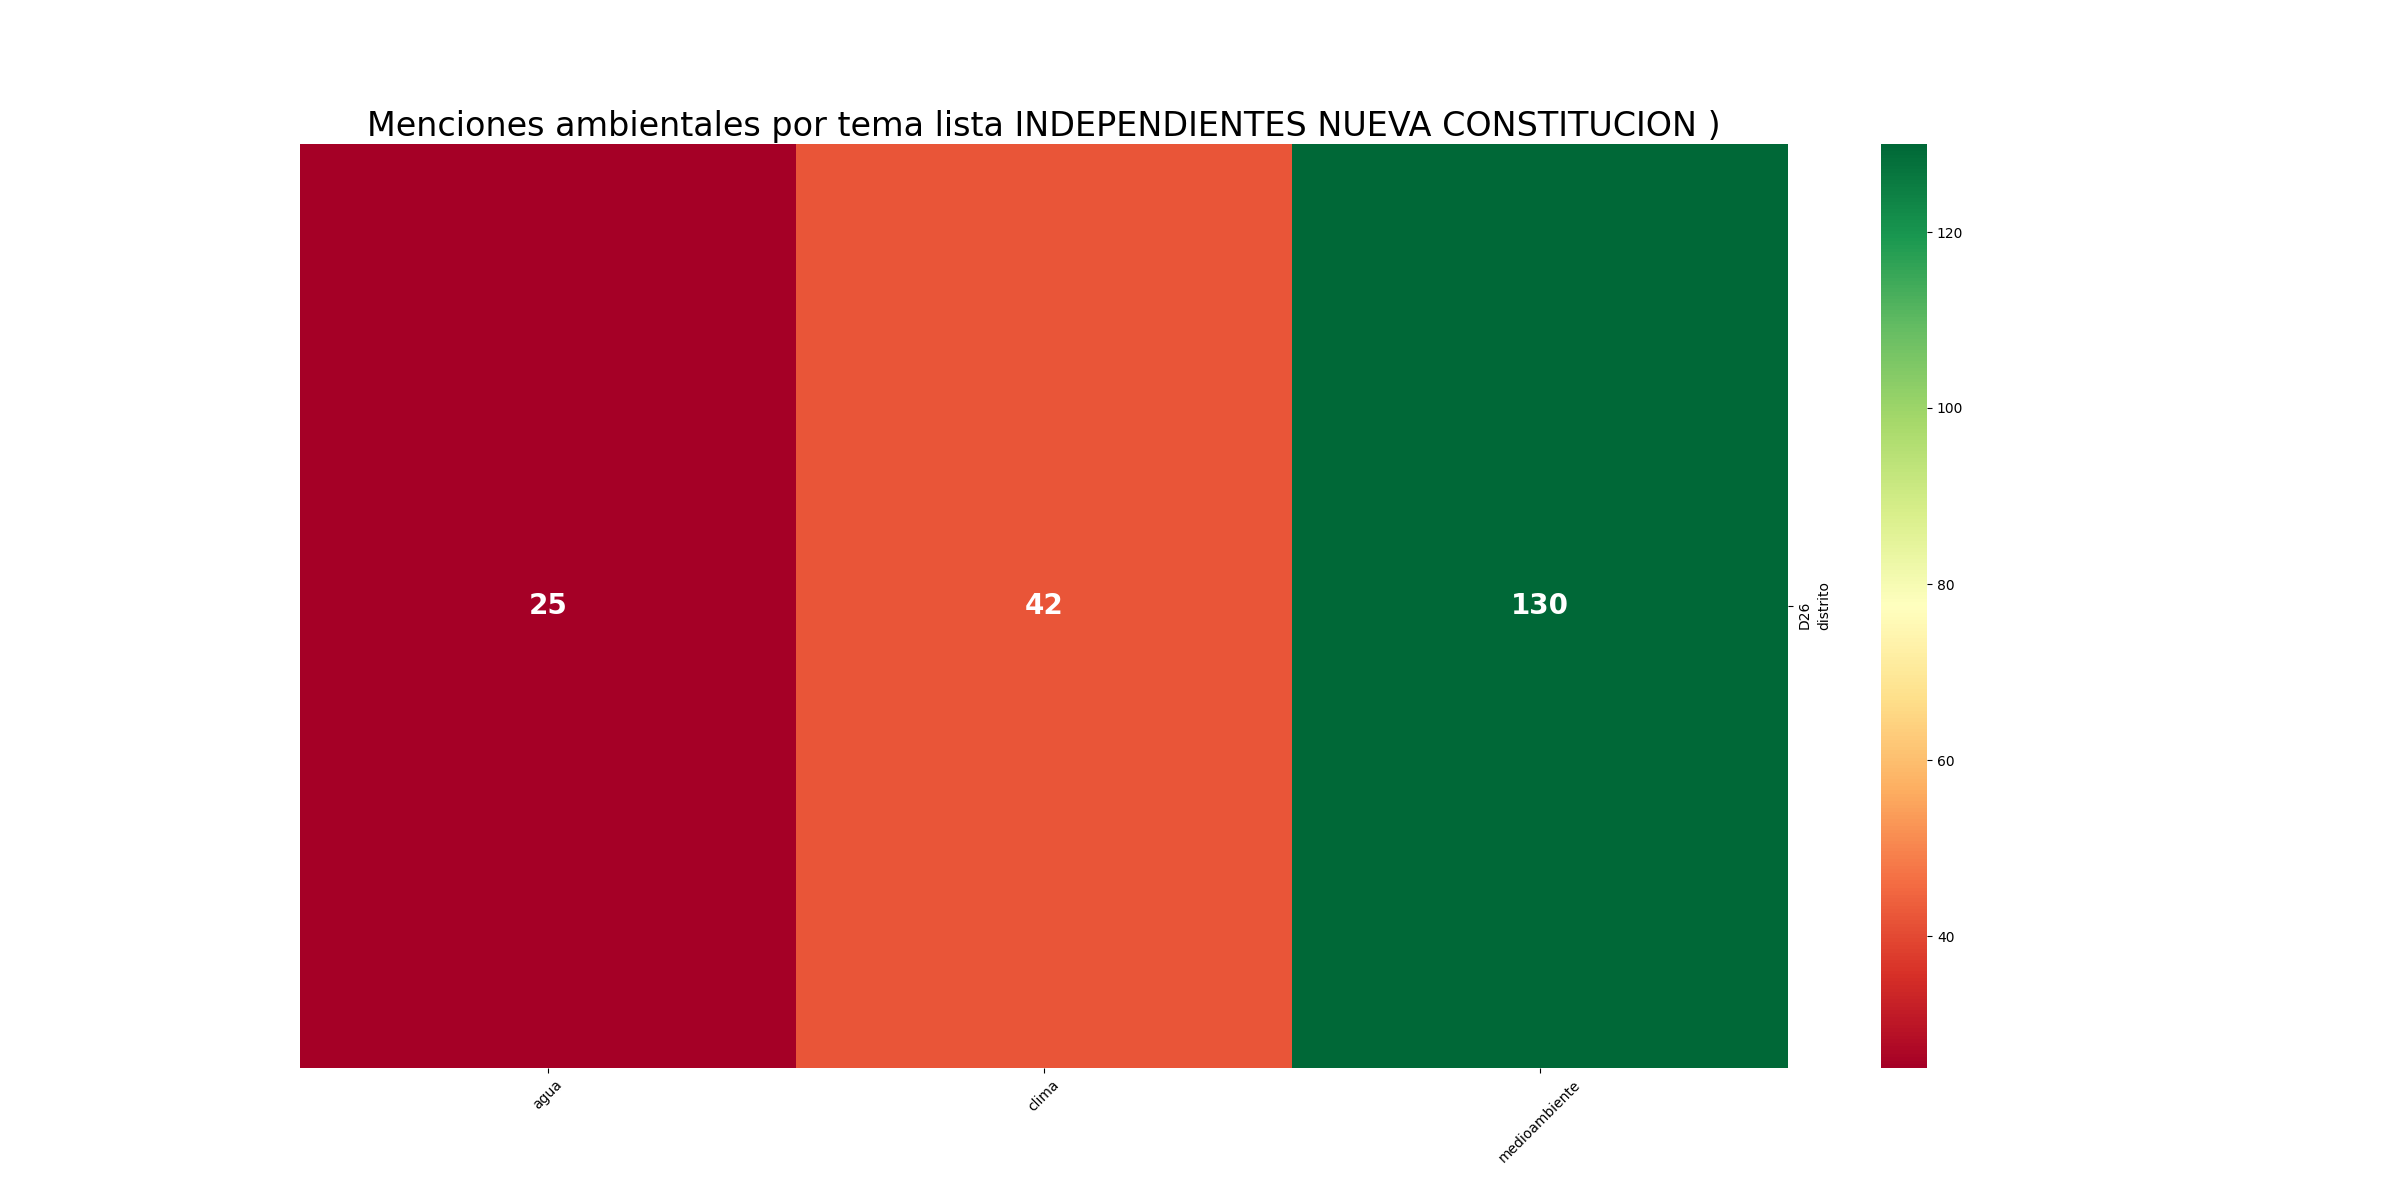 Menciones ambientales por tema lista INDEPENDIENTES NUEVA CONSTITUCION )
25
42
130
D26
distrito
agua
clima
medioambiente
120
100
80
60
40